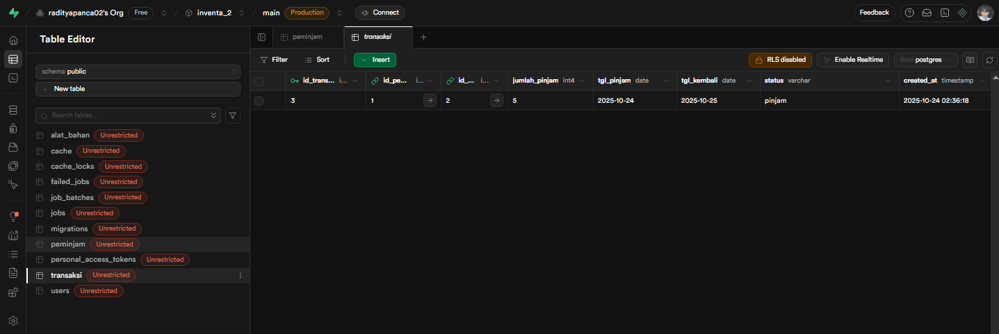 radityapanca02's Org Free inventa_2 main Production Connect Feedback
Table Editor
peminjam transaksi
Filter Sort Insert RLS disabled Enable Realtime Role postgres
schema public
New table
Search tables...
id_trans... i... id_pe... i... id_... i... jumlah_pinjam int4 tgl_pinjam date tgl_kembali date status varchar created_at timestamp
3 1 2 5 2025-10-24 2025-10-25 pinjam 2025-10-24 02:36:18
alat_bahan Unrestricted
cache Unrestricted
cache_locks Unrestricted
failed_jobs Unrestricted
job_batches Unrestricted
jobs Unrestricted
migrations Unrestricted
peminjam Unrestricted
personal_access_tokens Unrestricted
transaksi Unrestricted
users Unrestricted